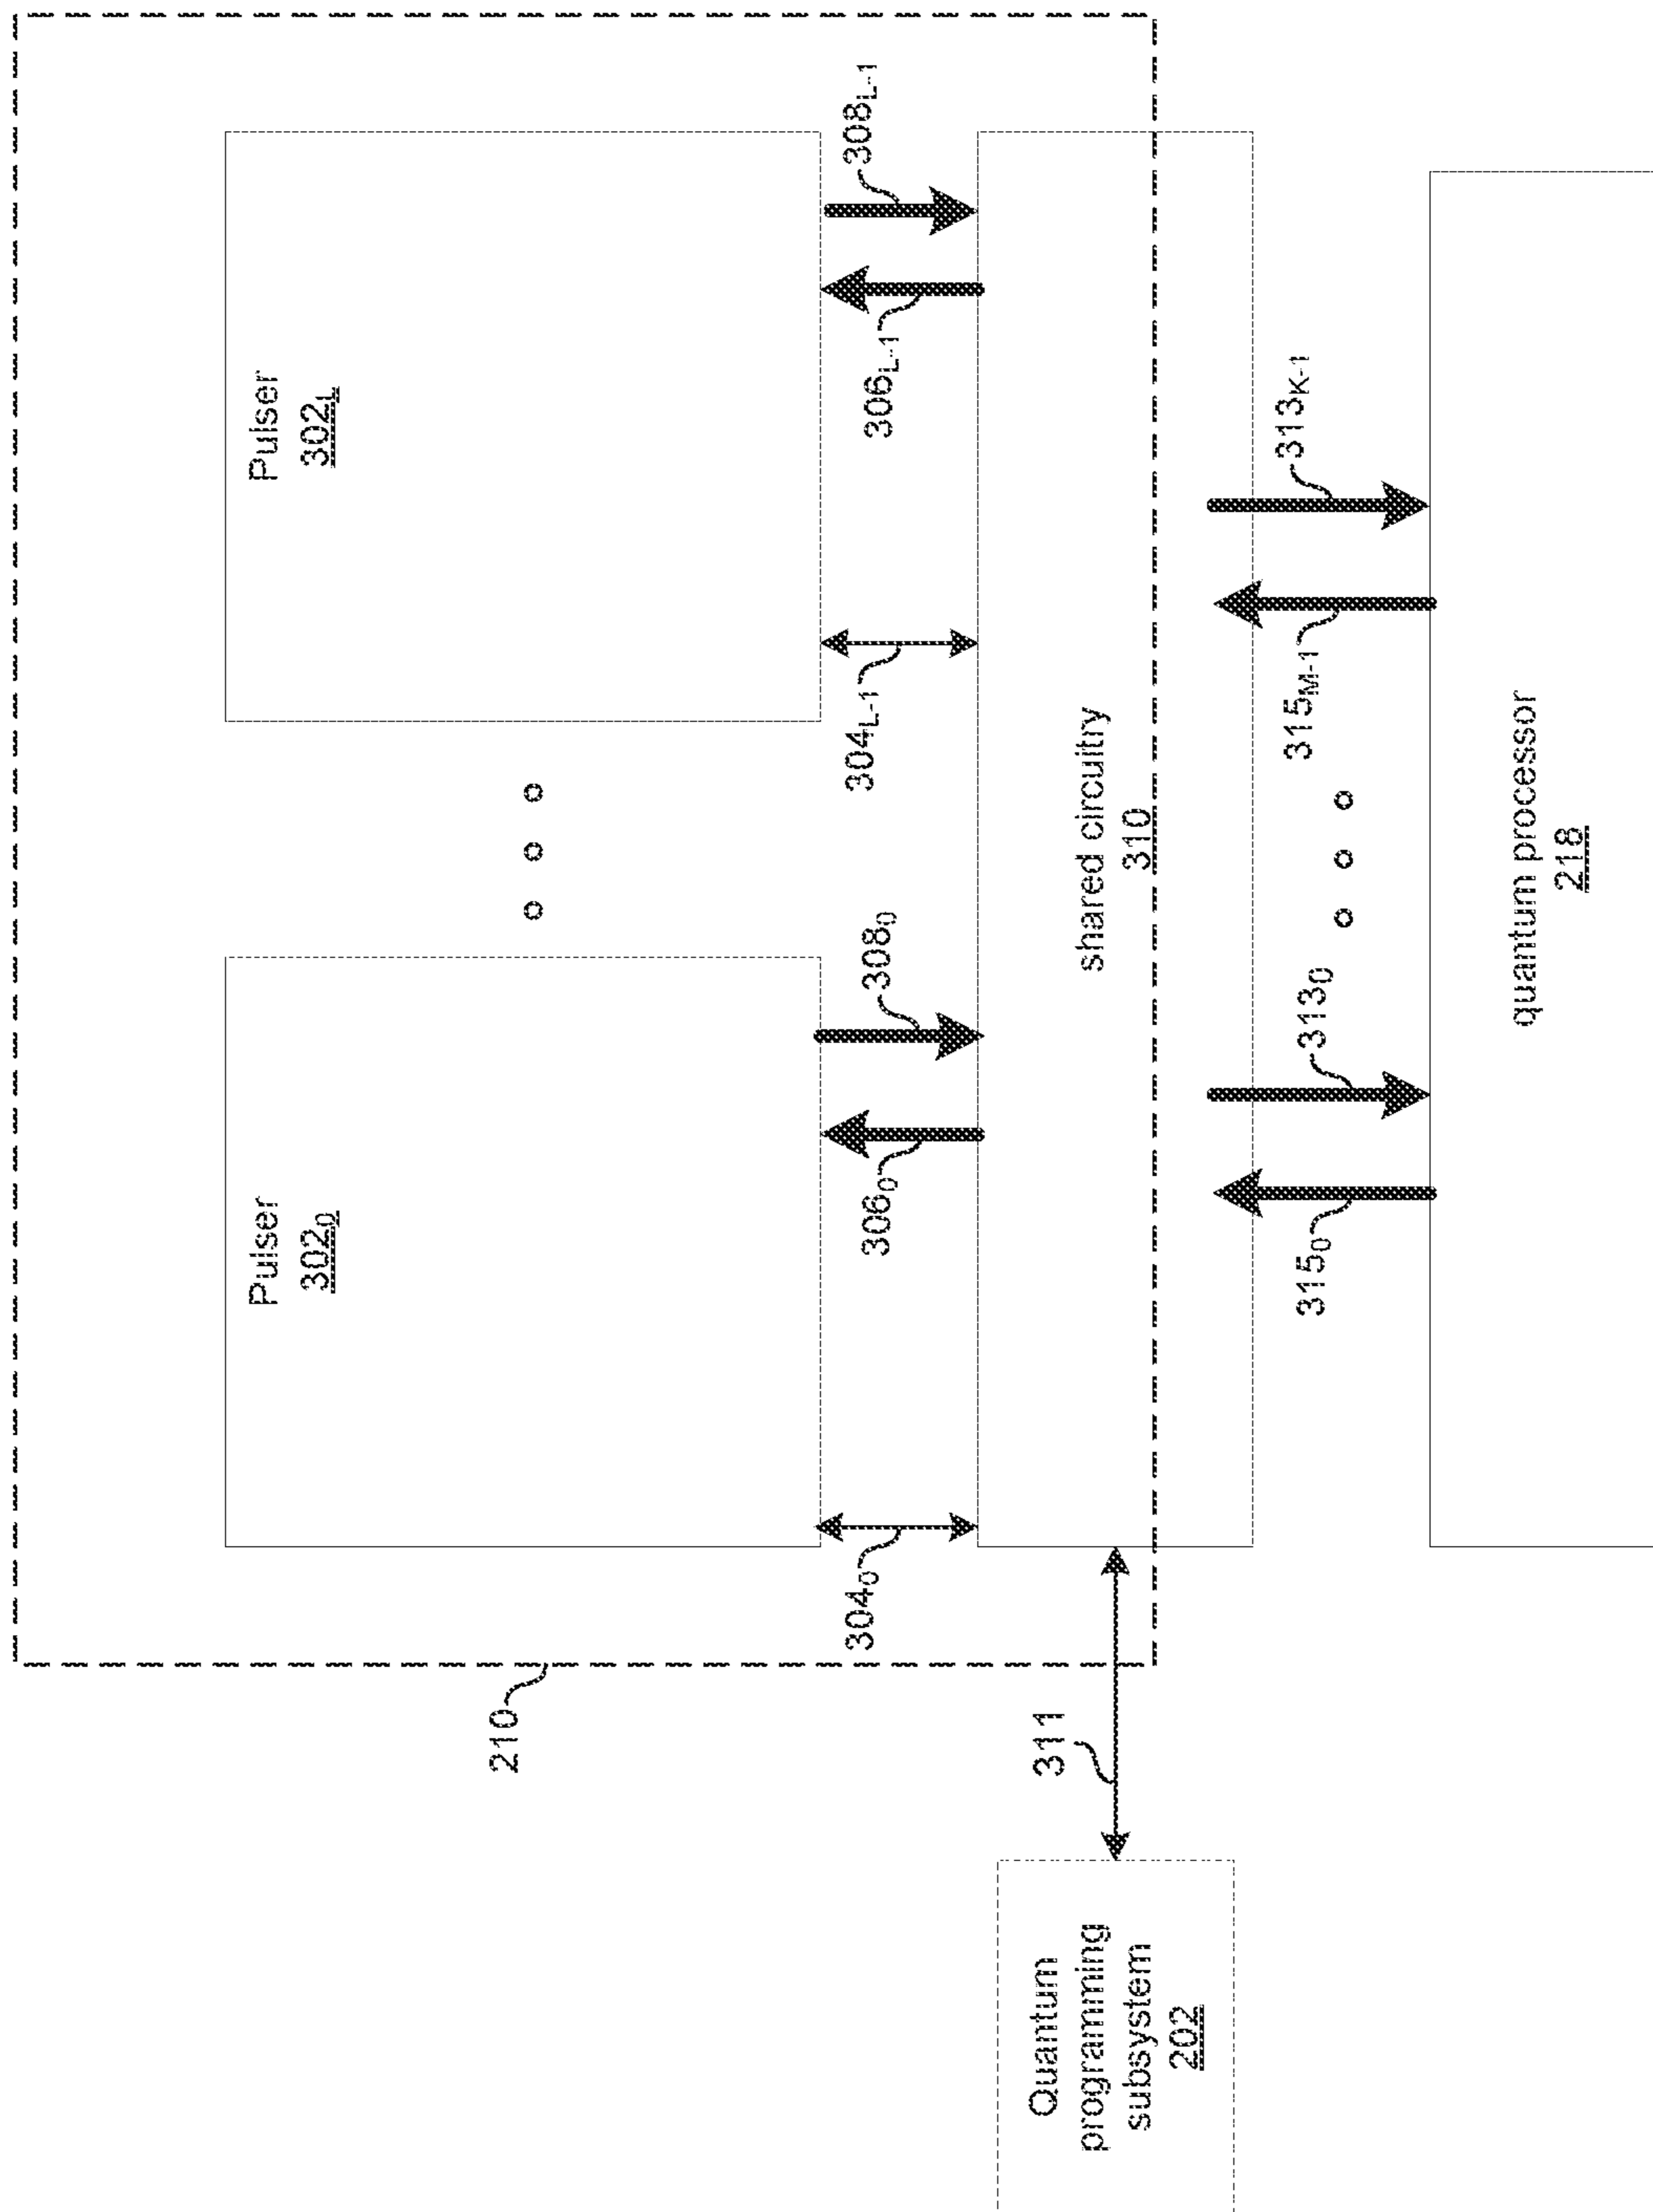 210
Pulser
302₀
Pulser
302L
304₀
306₀
308₀
304L-1
306L-1
308L-1
311
Quantum
programming
subsystem
202
shared circuitry
310
315₀
313₀
315M-1
313K-1
quantum processor
218